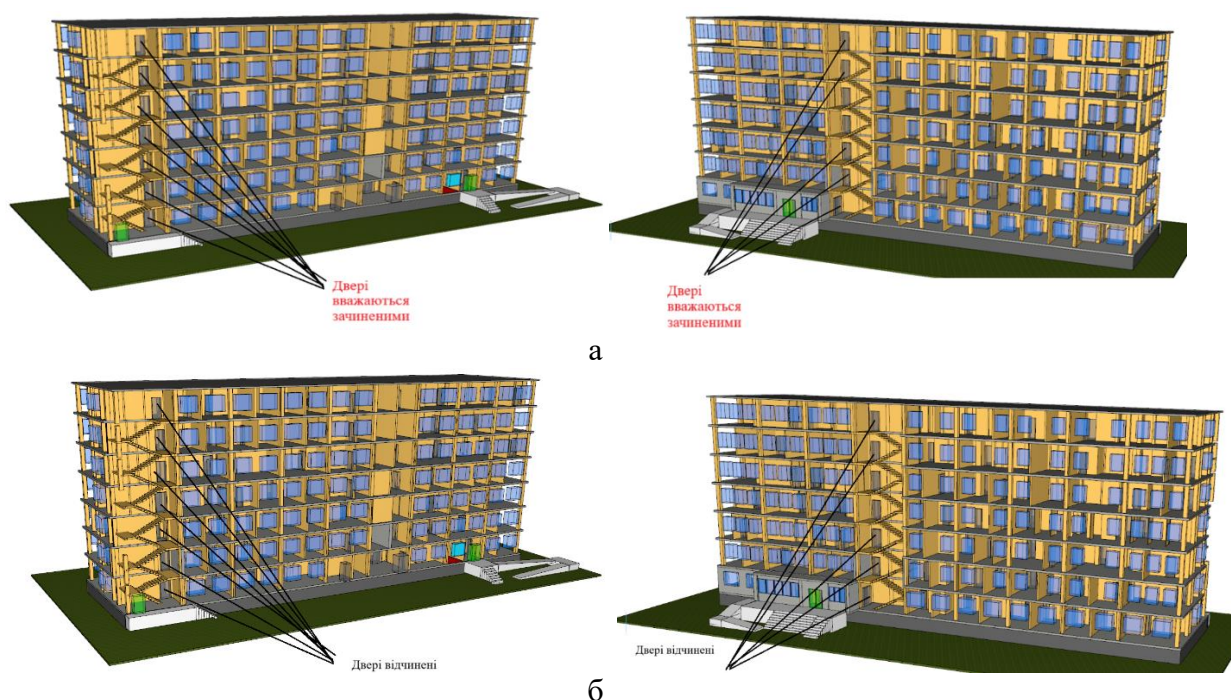 Двері
вважаються
зачиненими
Двері
вважаються
зачиненими
а
Двері відчинені
Двері відчинені
б